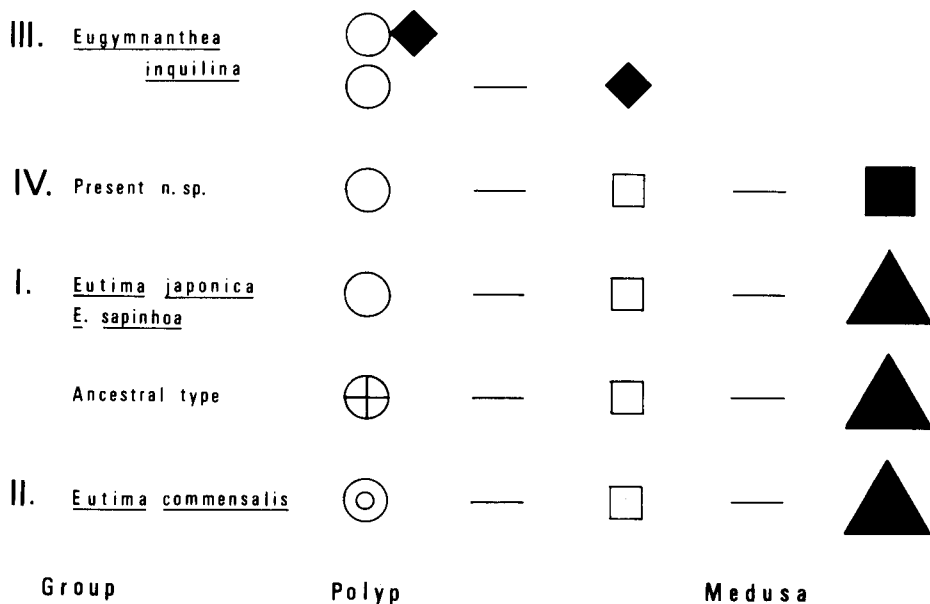 III. Eugymnanthea
inquilina
IV. Present n. sp.
I. Eutima japonica
E. sapinhoa
Ancestral type
II. Eutima commensalis
Group Polyp Medusa